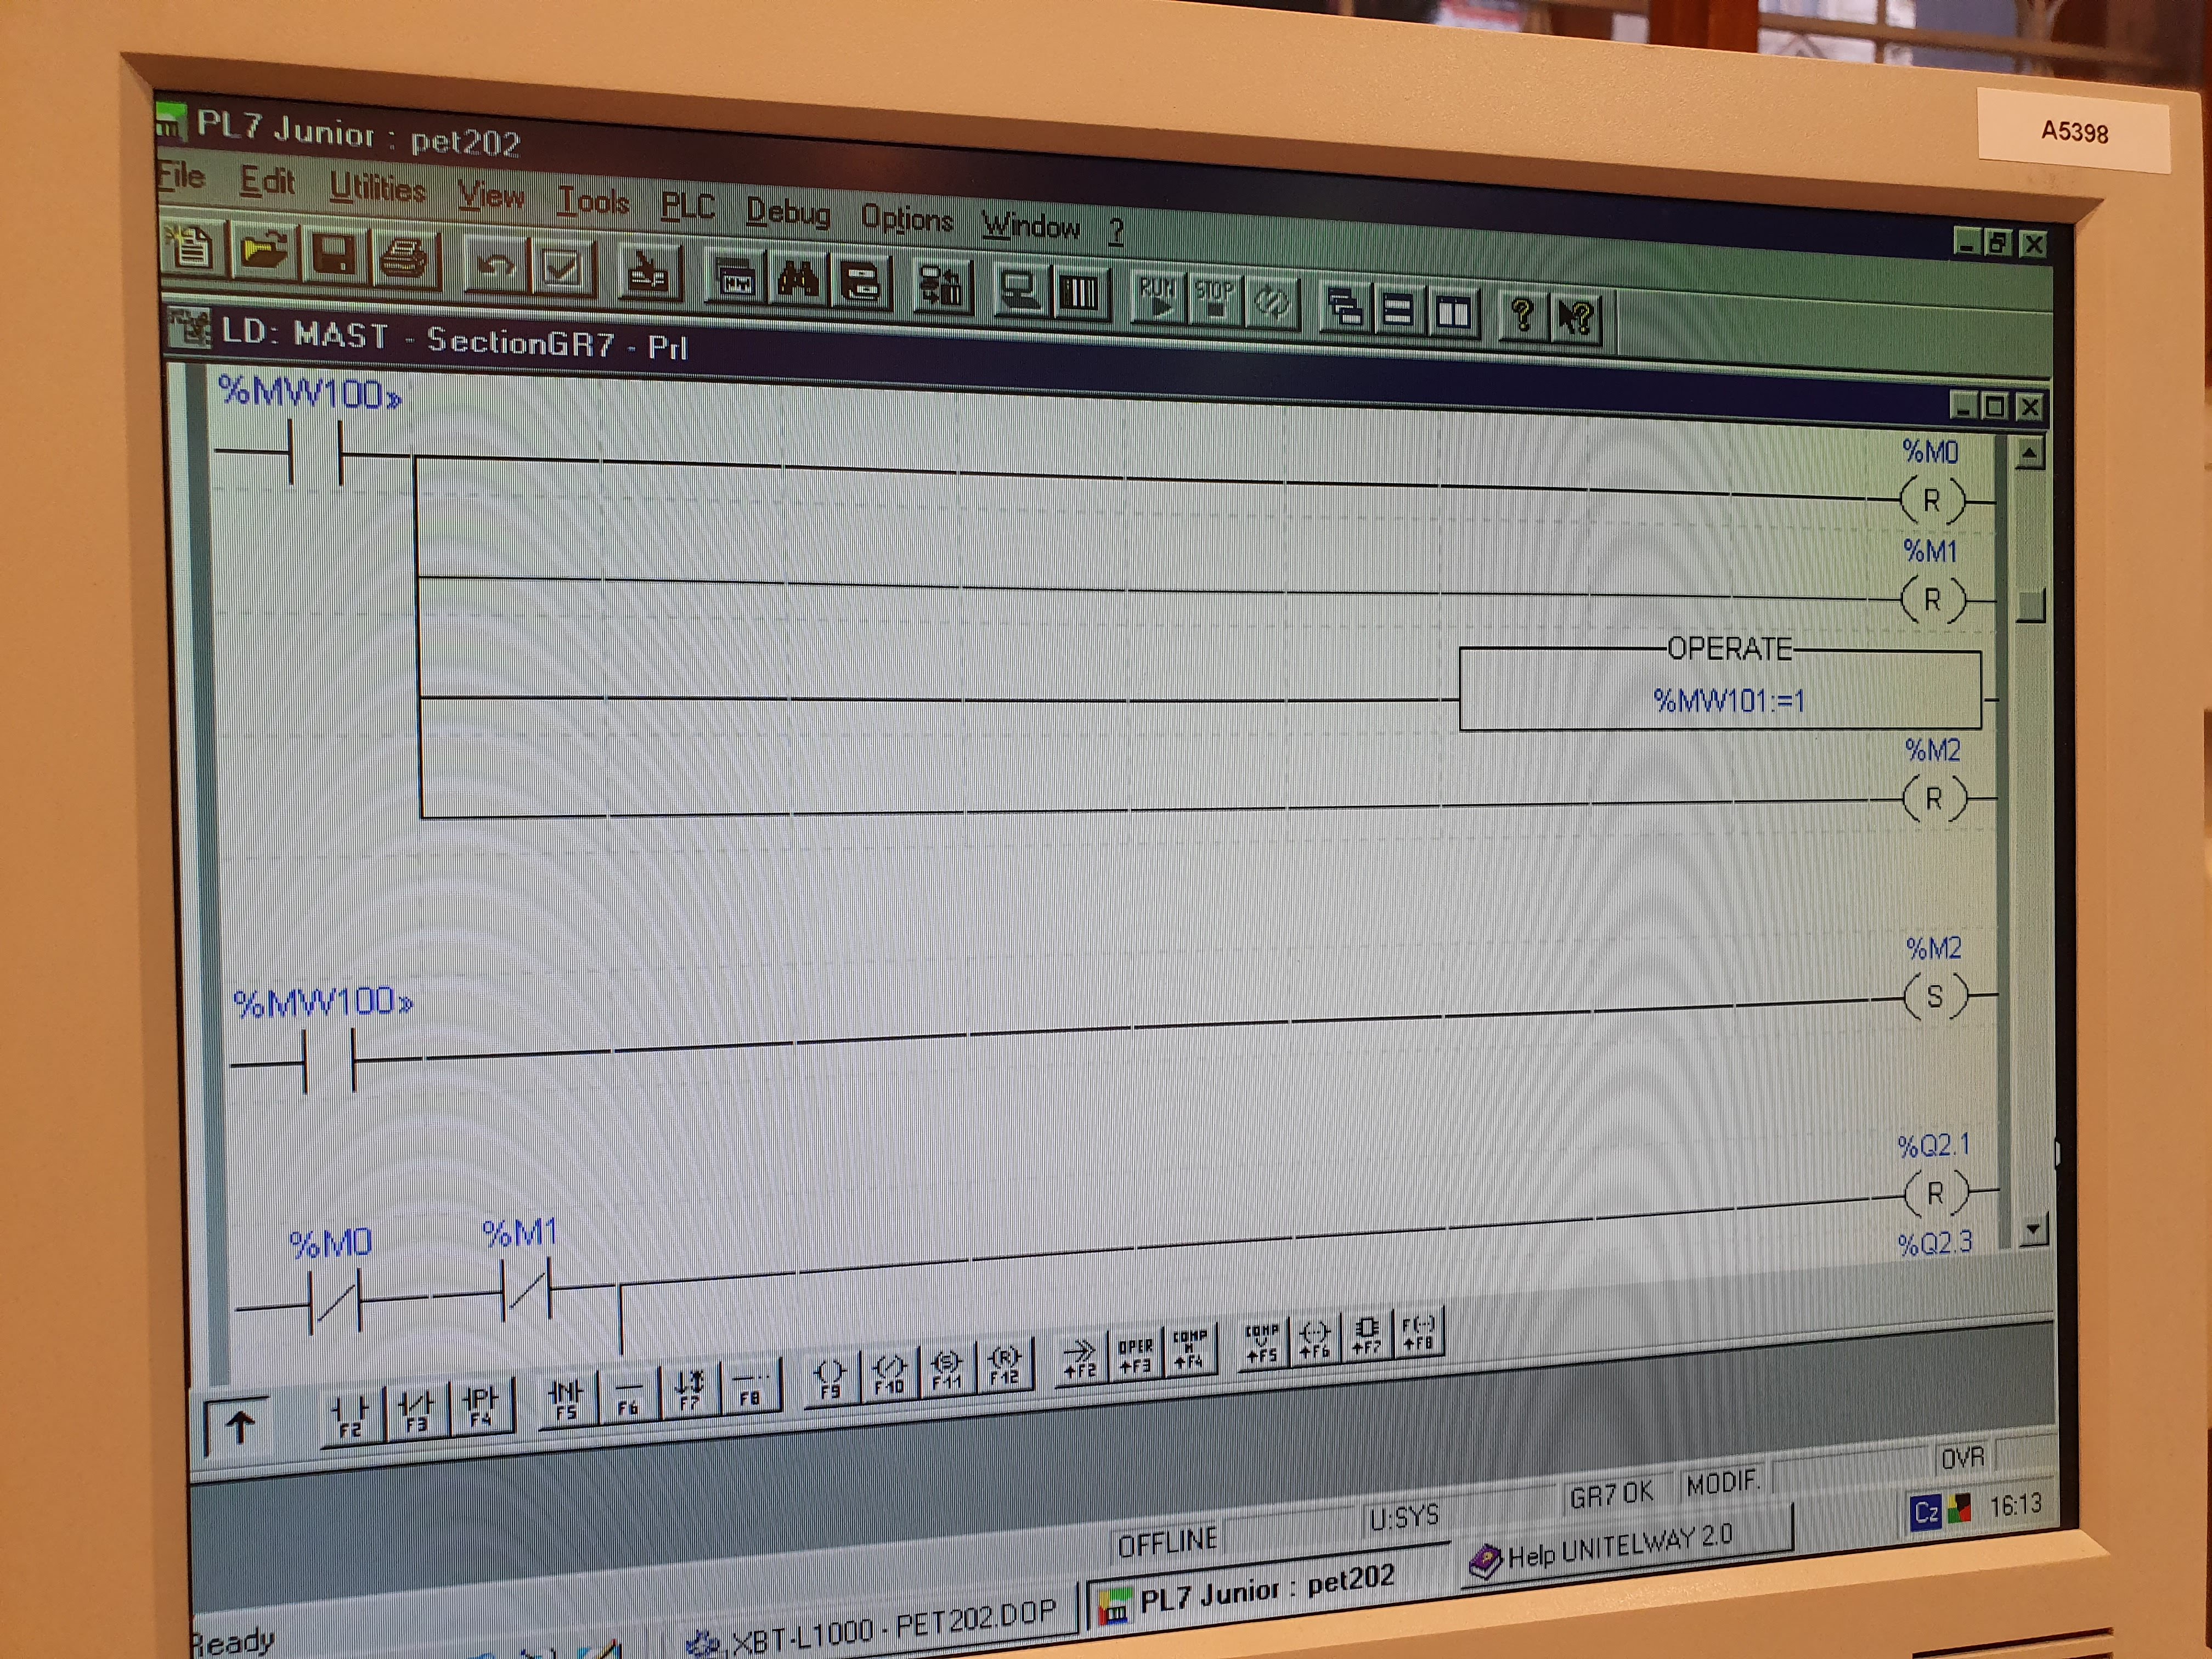 A5398
PL7 Junior : pet202
File Edit Utilities View Tools PLC Debug Options Window ?
RUN STOP
LD: MAST - SectionGR7 - Prl
%MW100»
%M0
(R)
%M1
(R)
OPERATE
%MW101:=1
%M2
(R)
%M2
%MW100»
(S)
%Q2.1
(R)
%M0 %M1
%Q2.3
F2 F3 P F4 N F5 F6 F7 F8 F9 F10 S F11 R F12 F2 OPER F3 COMP H F4 COMP V F5 F6 F7 F(··) F8
OFFLINE U:SYS GR7 OK MODIF. OVR
Ready XBT-L1000 - PET202.DOP PL7 Junior : pet202 Help UNITELWAY 2.0 Cz 16:13